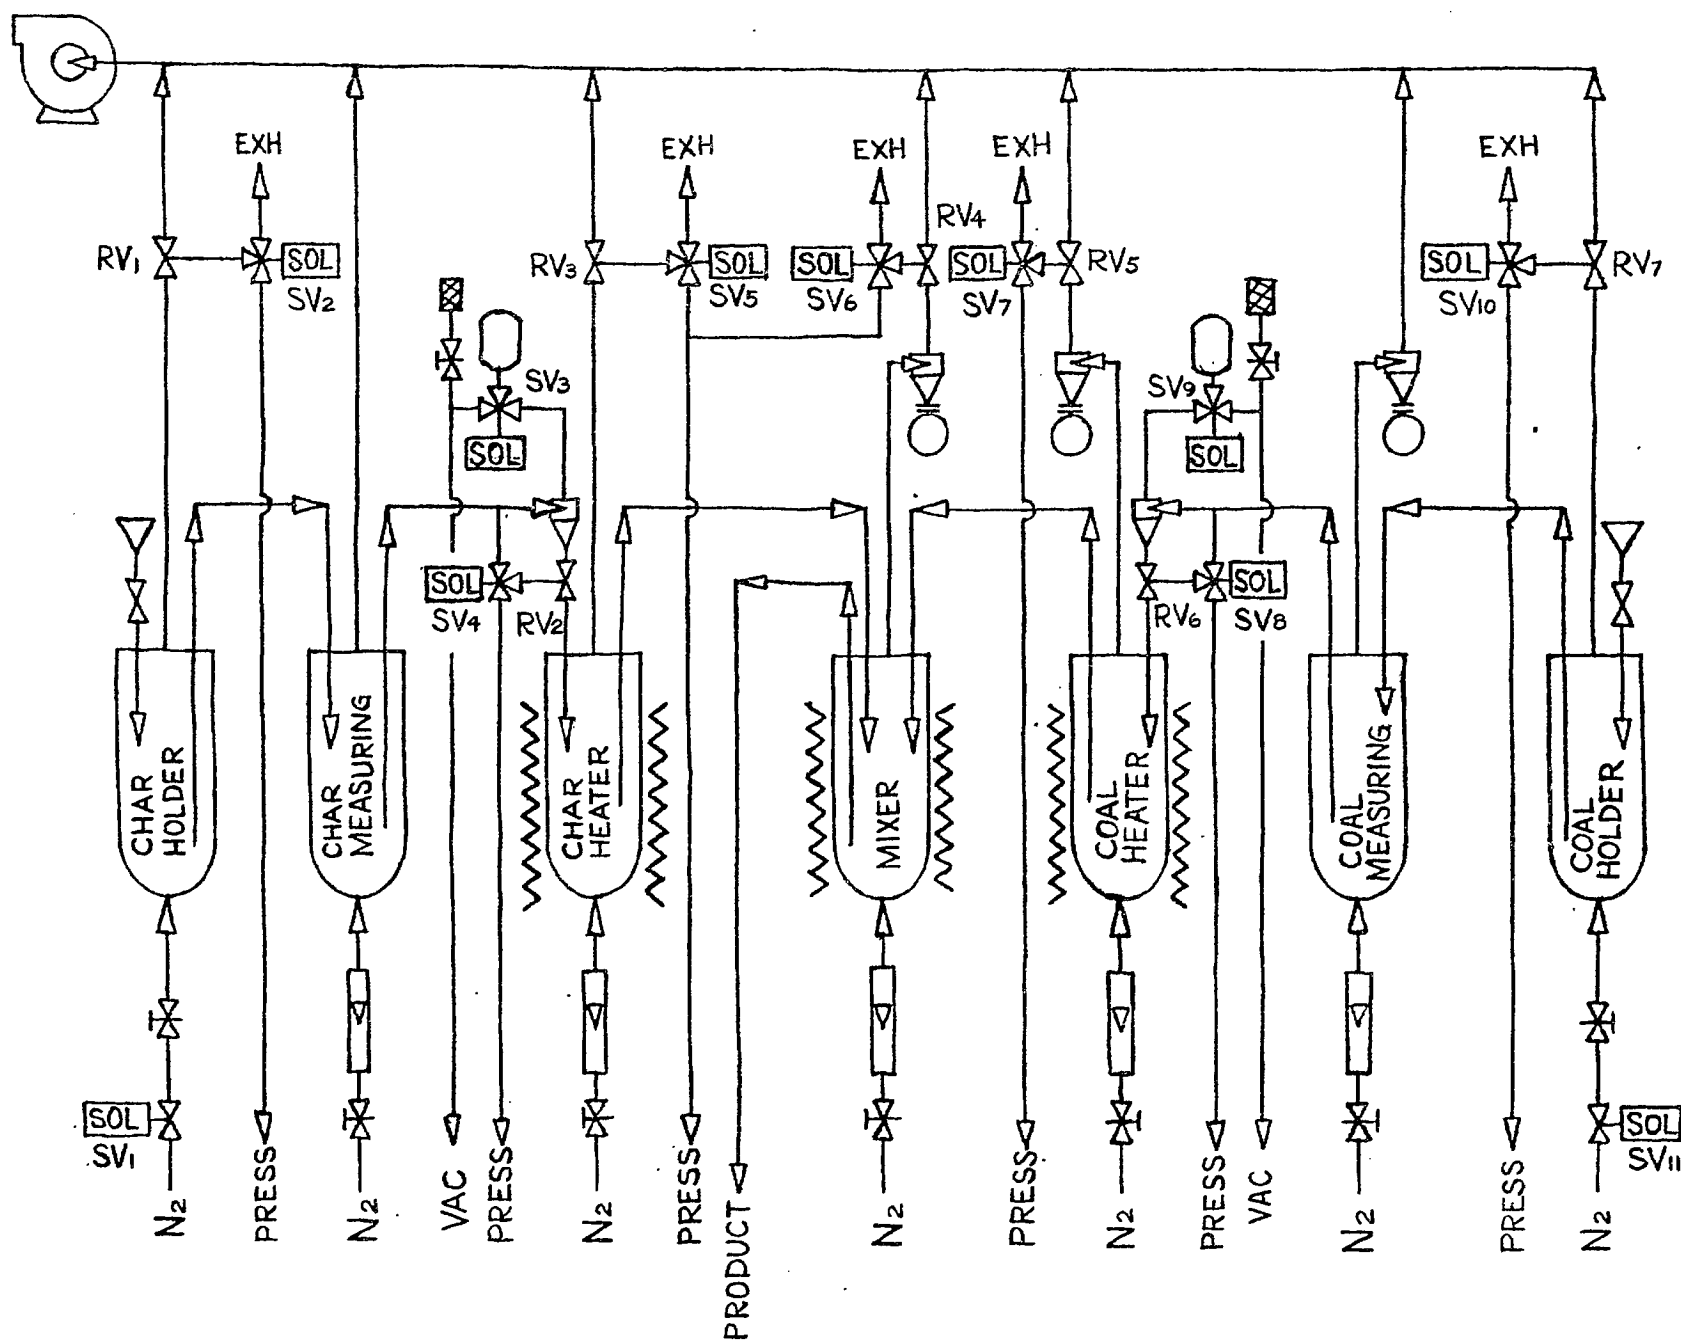 EXH
EXH
EXH
EXH
EXH
RV1
SOL
SV2
RV3
SOL
SV5
SOL
SV6
RV4
SOL
SV7
RV5
SOL
SV10
RV7
SV3
SOL
SV9
SOL
SOL
SV4
RV2
RV6
SOL
SV8
CHAR
HOLDER
CHAR
MEASURING
CHAR
HEATER
MIXER
COAL
HEATER
COAL
MEASURING
COAL
HOLDER
SOL
SV1
SOL
SV11
N2
PRESS
N2
VAC
PRESS
N2
PRESS
PRODUCT
N2
PRESS
N2
PRESS
VAC
N2
PRESS
N2